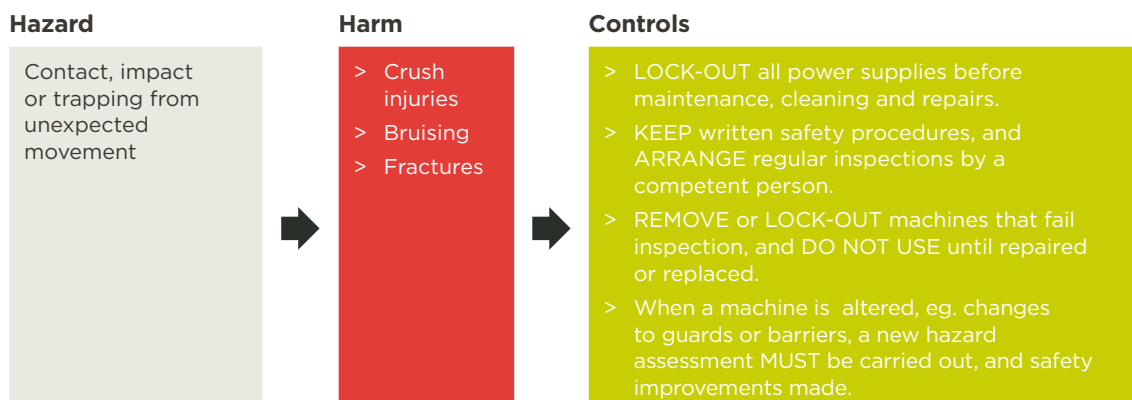 Hazard
Contact, impact
or trapping from
unexpected
movement
Harm
> Crush
injuries
> Bruising
> Fractures
Controls
> LOCK-OUT all power supplies before
maintenance, cleaning and repairs.
> KEEP written safety procedures, and
ARRANGE regular inspections by a
competent person.
> REMOVE or LOCK-OUT machines that fail
inspection, and DO NOT USE until repaired
or replaced.
> When a machine is altered, eg. changes
to guards or barriers, a new hazard
assessment MUST be carried out, and safety
improvements made.